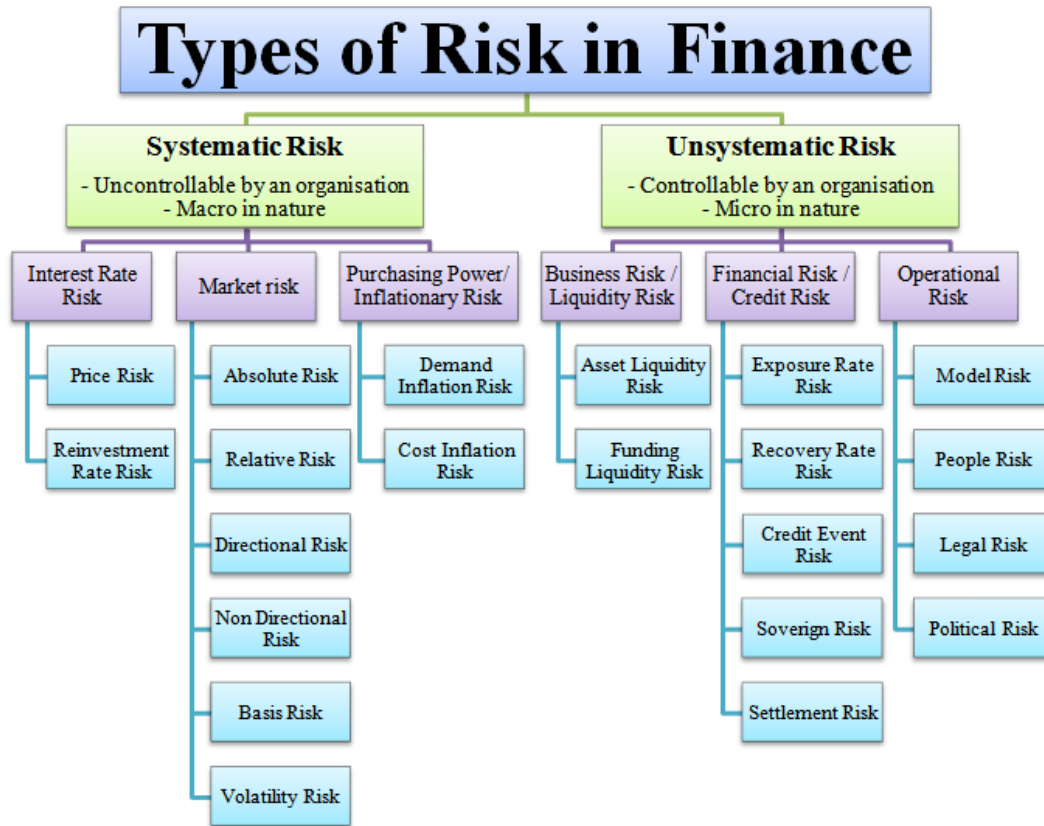 Types of Risk in Finance
Systematic Risk
- Uncontrollable by an organisation
- Macro in nature
Unsystematic Risk
- Controllable by an organisation
- Micro in nature
Interest Rate
Risk
Price Risk
Reinvestment
Rate Risk
Market risk
Absolute Risk
Relative Risk
Directional Risk
Non Directional
Risk
Basis Risk
Volatility Risk
Purchasing Power/
Inflationary Risk
Demand
Inflation Risk
Cost Inflation
Risk
Business Risk /
Liquidity Risk
Asset Liquidity
Risk
Funding
Liquidity Risk
Financial Risk /
Credit Risk
Exposure Rate
Risk
Recovery Rate
Risk
Credit Event
Risk
Soverign Risk
Settlement Risk
Operational
Risk
Model Risk
People Risk
Legal Risk
Political Risk